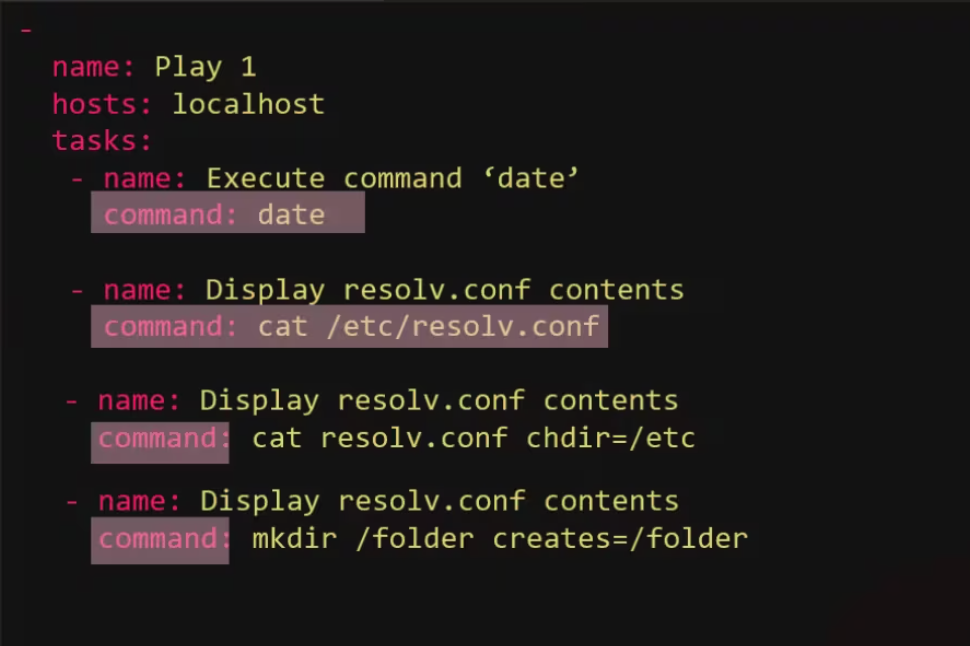 -
name: Play 1
hosts: localhost
tasks:
- name: Execute command ‘date’
command: date
- name: Display resolv.conf contents
command: cat /etc/resolv.conf
- name: Display resolv.conf contents
command: cat resolv.conf chdir=/etc
- name: Display resolv.conf contents
command: mkdir /folder creates=/folder